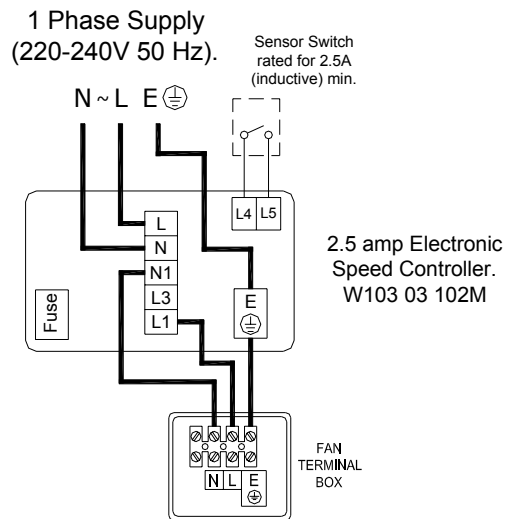 1 Phase Supply
(220-240V 50 Hz).
Sensor Switch
rated for 2.5A
(inductive) min.
N ~ L E
L4 L5
L
N
N1
L3
L1
Fuse
E
2.5 amp Electronic
Speed Controller.
W103 03 102M
N L E
FAN
TERMINAL
BOX